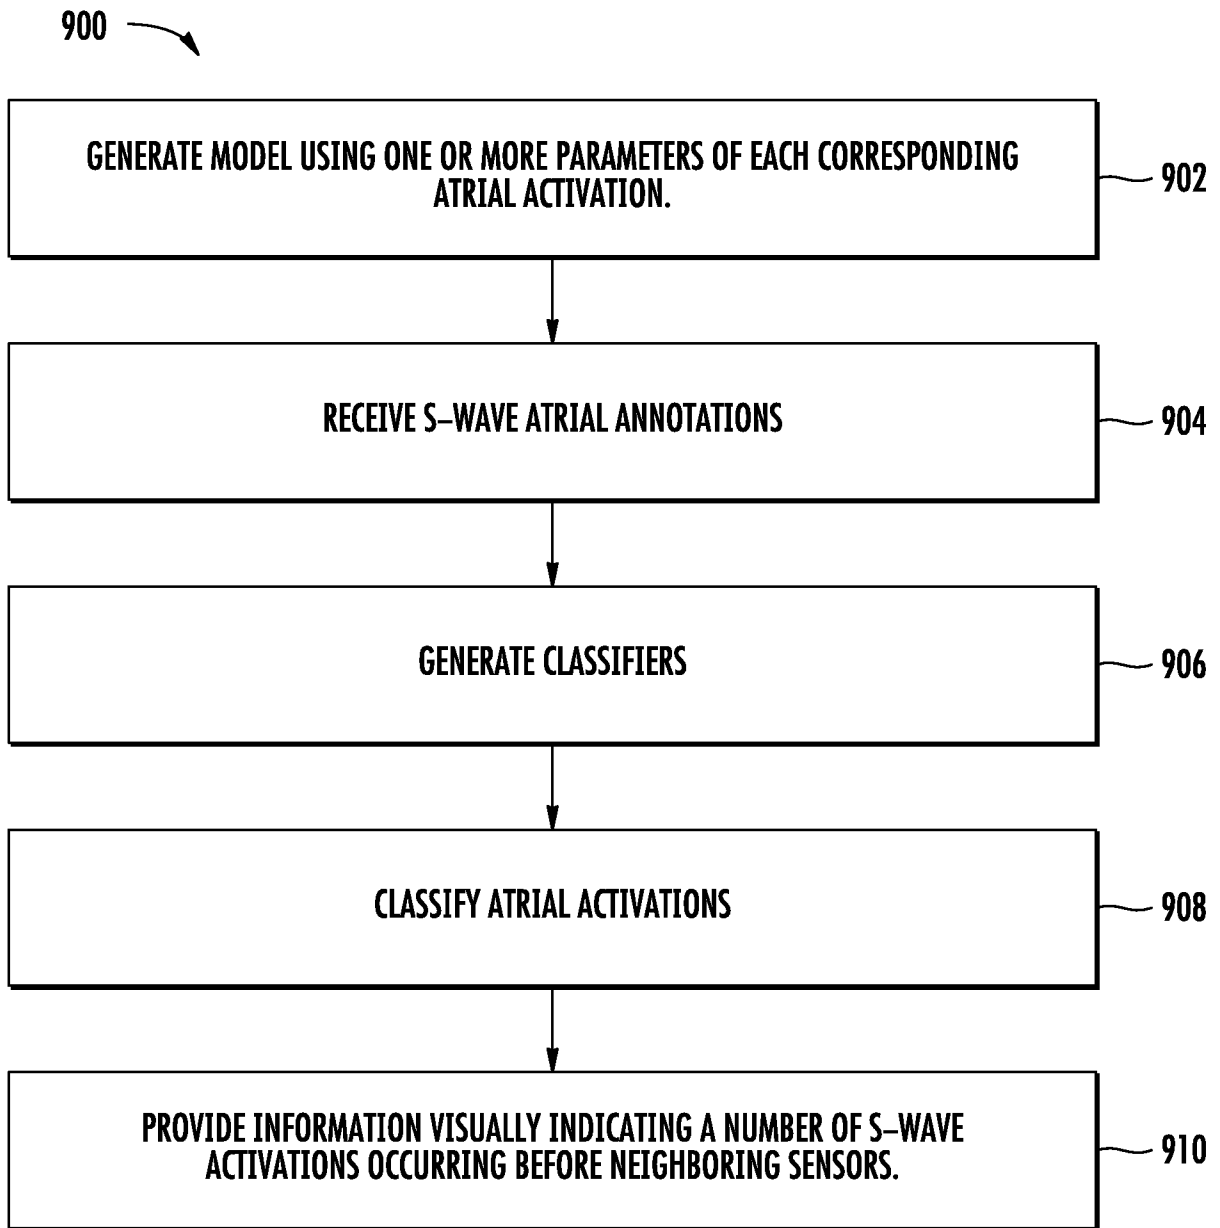 900
GENERATE MODEL USING ONE OR MORE PARAMETERS OF EACH CORRESPONDING
ATRIAL ACTIVATION.
902
RECEIVE S–WAVE ATRIAL ANNOTATIONS
904
GENERATE CLASSIFIERS
906
CLASSIFY ATRIAL ACTIVATIONS
908
PROVIDE INFORMATION VISUALLY INDICATING A NUMBER OF S–WAVE
ACTIVATIONS OCCURRING BEFORE NEIGHBORING SENSORS.
910